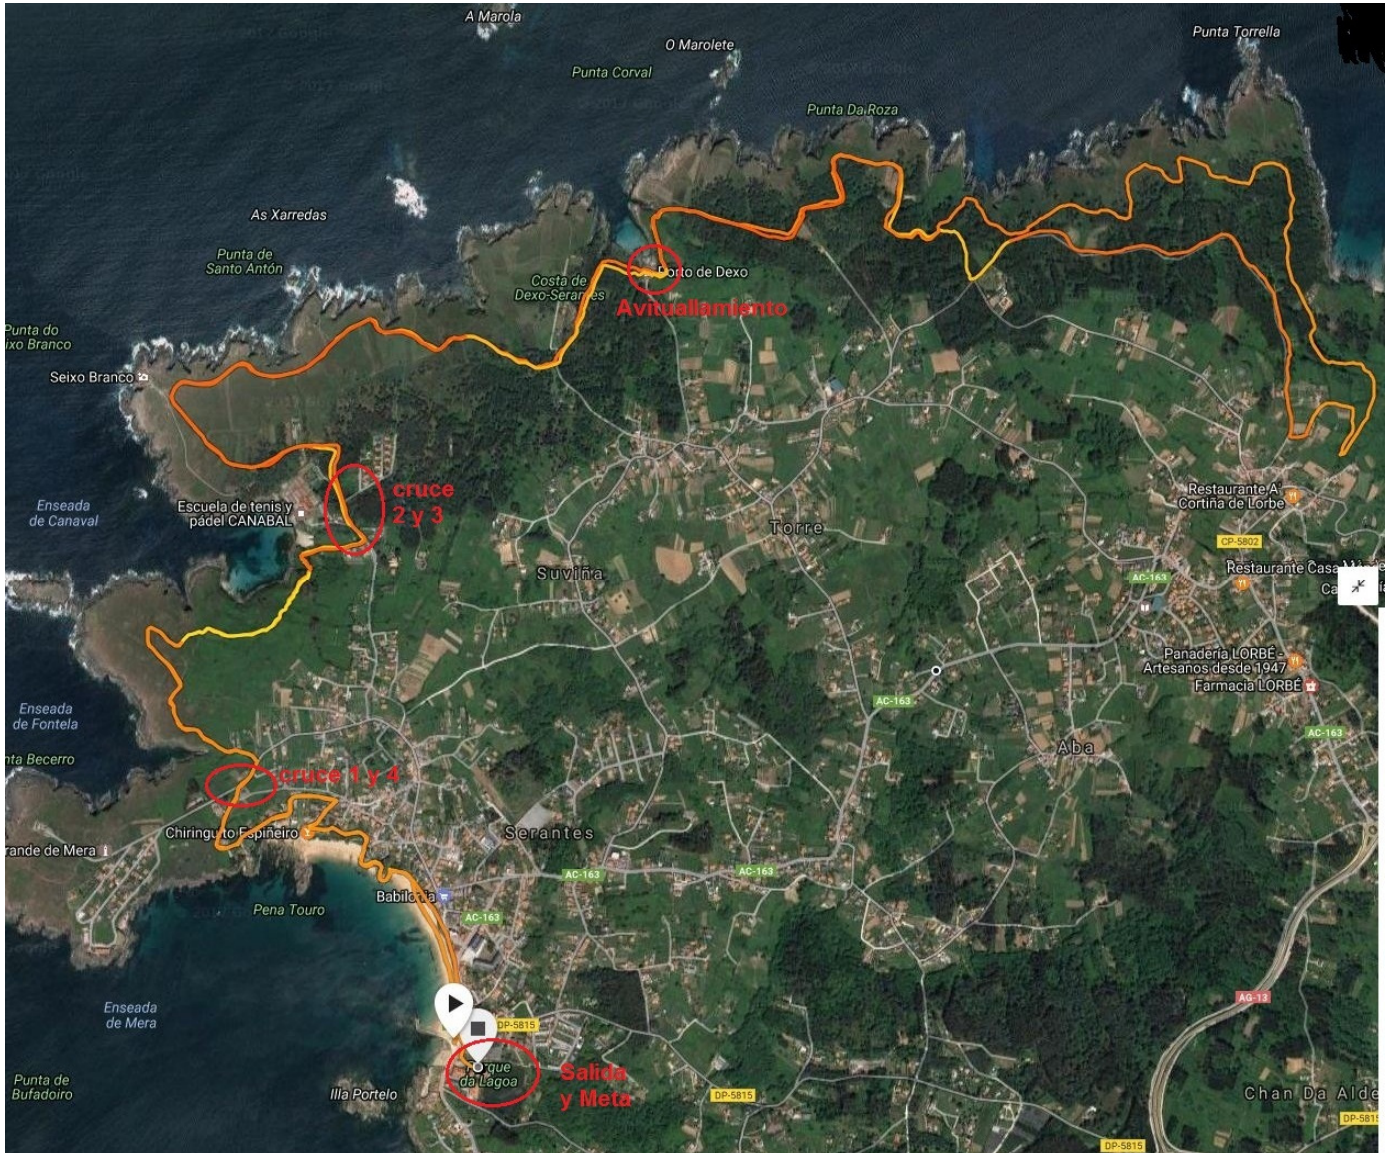 A Marola
O Marolete
Punta Torrella
Punta Corval
Punta Da Roza
As Xarredas
Punta de
Santo Antón
Costa de
Dexo-Serantes
Porto de Dexo
Avituallamiento
Punta do
ixo Branco
Seixo Branco
cruce
2 y 3
Enseada
de Canaval
Escuela de tenis y
pádel CANABAL
Restaurante A
Cortiña de Lorbe
Torre
CP-5802
Suviña
AC-163
Restaurante Casa
Ca
Panadería LORBÉ -
Artesanos desde 1947
Farmacia LORBÉ
AC-163
Enseada
de Fontela
AC-163
Aba
nta Becerro
cruce 1 y 4
Chiringuito Espiñeiro
Serantes
rande de Mera
AC-163
AC-163
Babilonia
Pena Touro
AC-163
Enseada
de Mera
AG-13
DP-5815
Parque
da Lagoa
Salida
y Meta
Punta de
Bufadoiro
Illa Portelo
DP-5815
Chan Da Alde
DP-5815
DP-5815